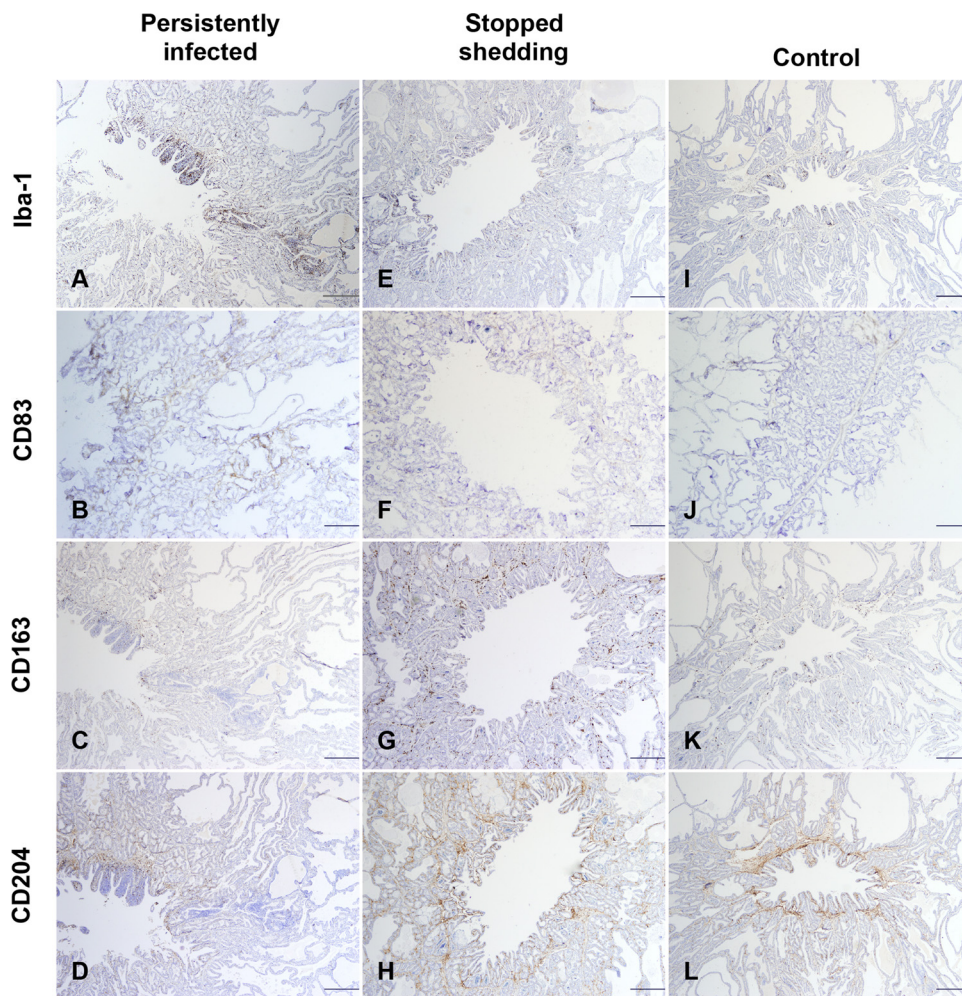 Persistently
infected
Stopped
shedding
Control
Iba-1
A
E
I
CD83
B
F
J
CD163
C
G
K
CD204
D
H
L